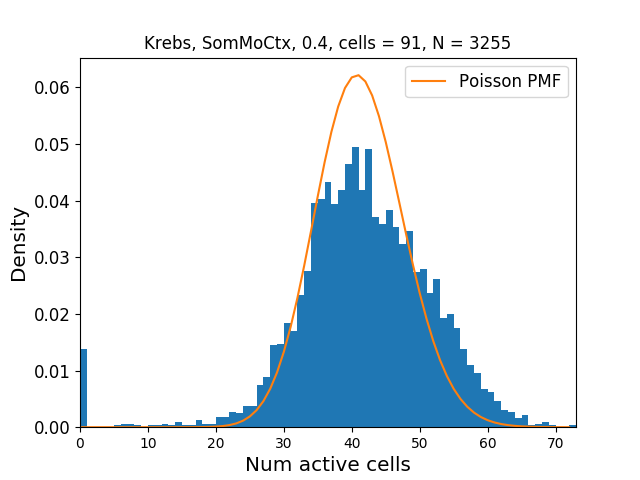 Krebs, SomMoCtx, 0.4, cells = 91, N = 3255
Poisson PMF
Density
0.06
0.05
0.04
0.03
0.02
0.01
0.00
0 10 20 30 40 50 60 70
Num active cells